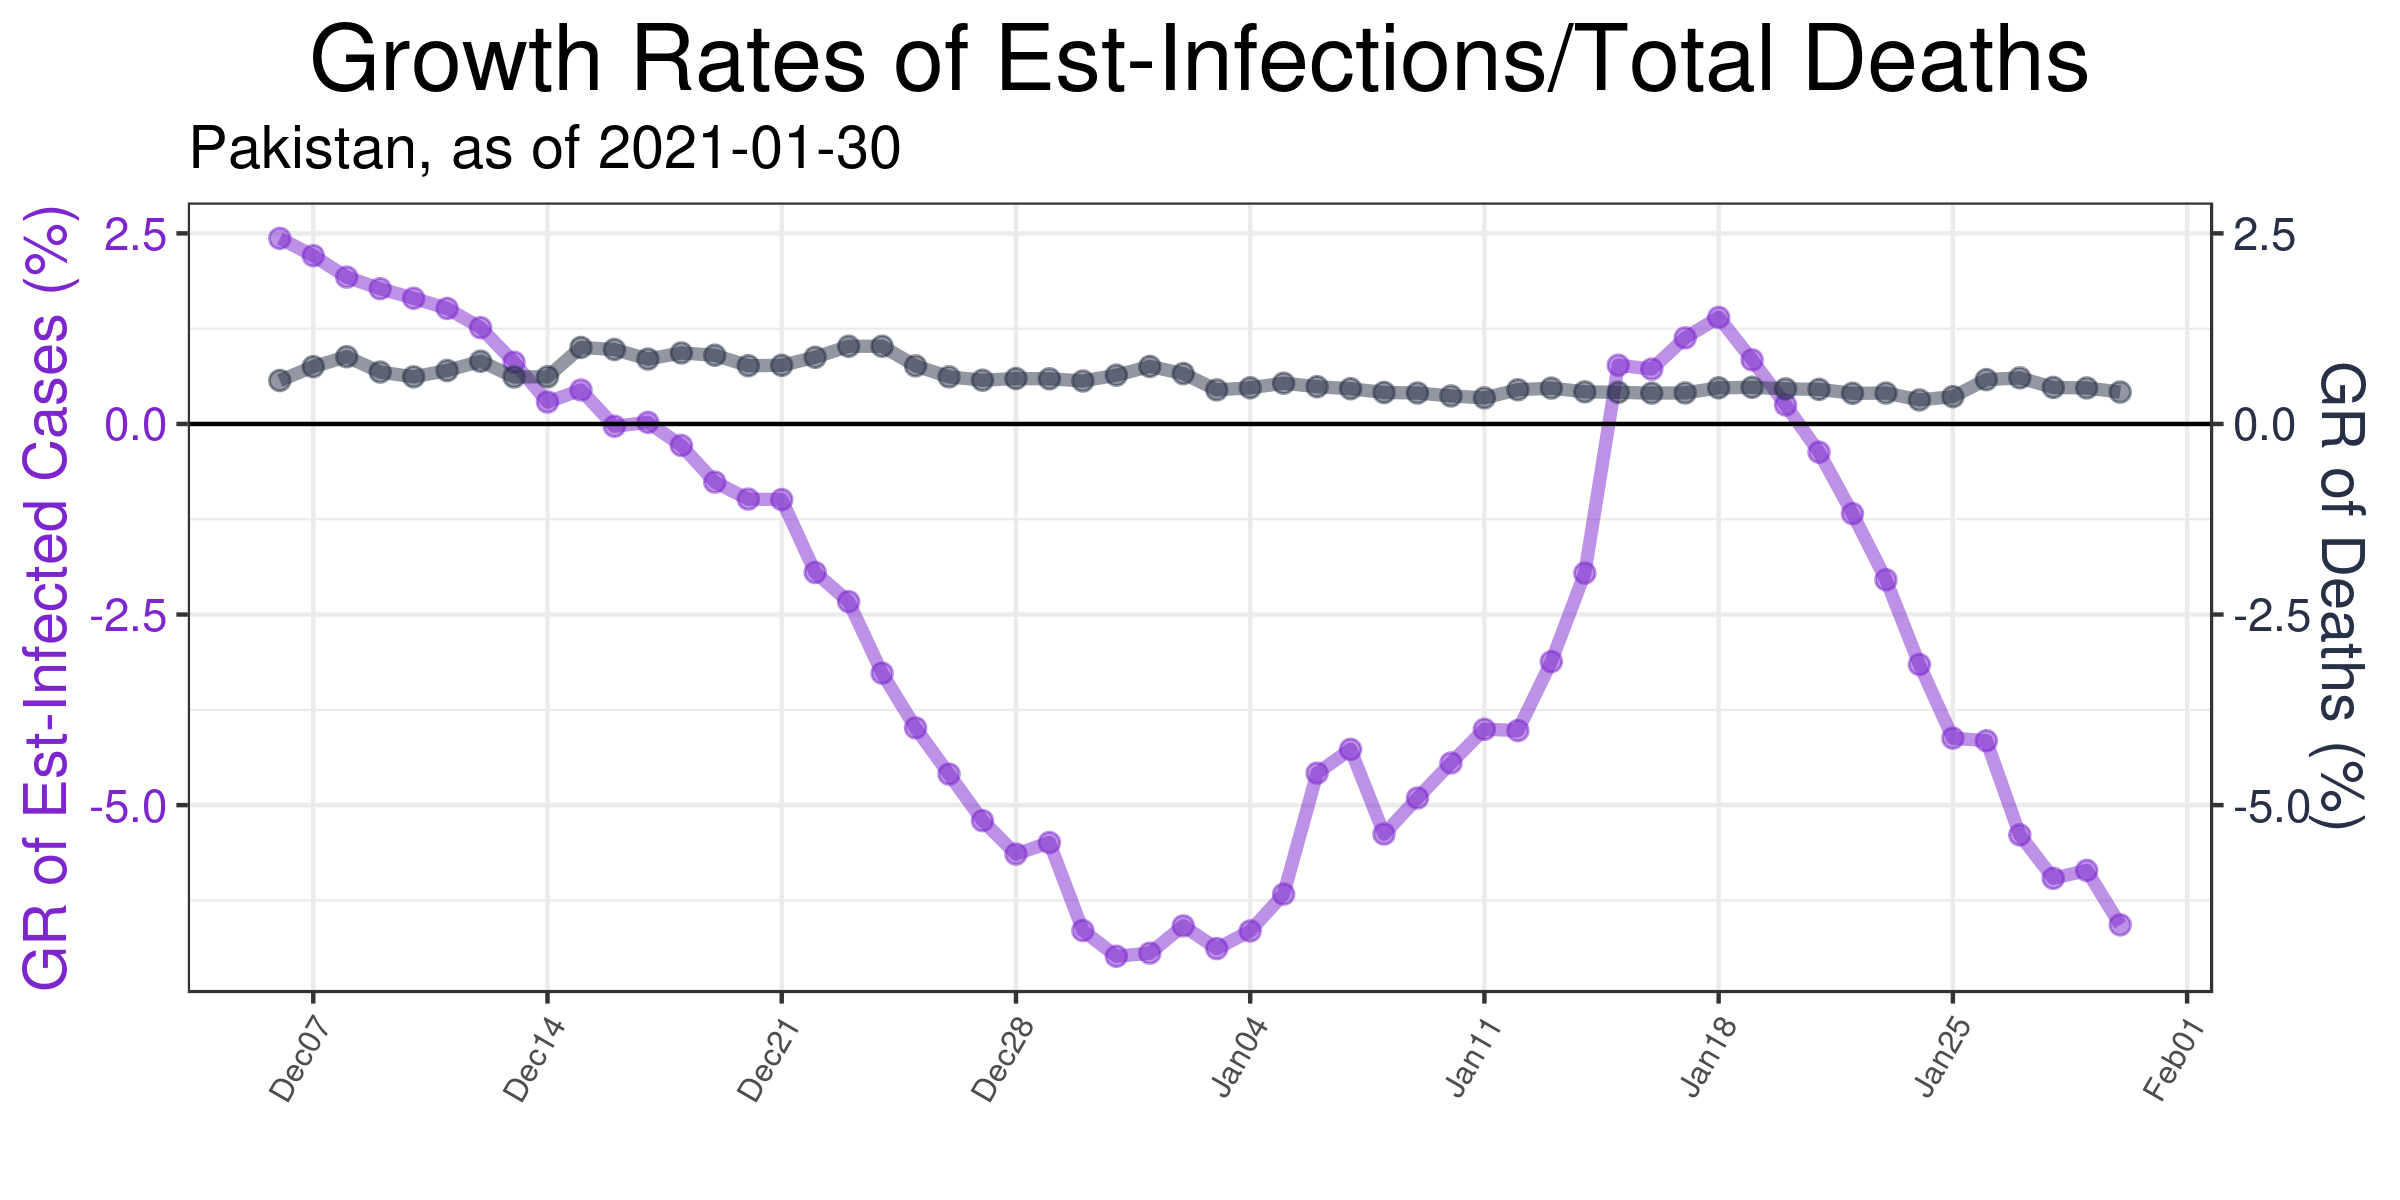 Growth Rates of Est-Infections/Total Deaths
Pakistan, as of 2021-01-30
GR of Est-Infected Cases (%)
2.5
0.0
-2.5
-5.0
2.5
0.0
-2.5
-5.0
GR of Deaths (%)
Dec07
Dec14
Dec21
Dec28
Jan04
Jan11
Jan18
Jan25
Feb01